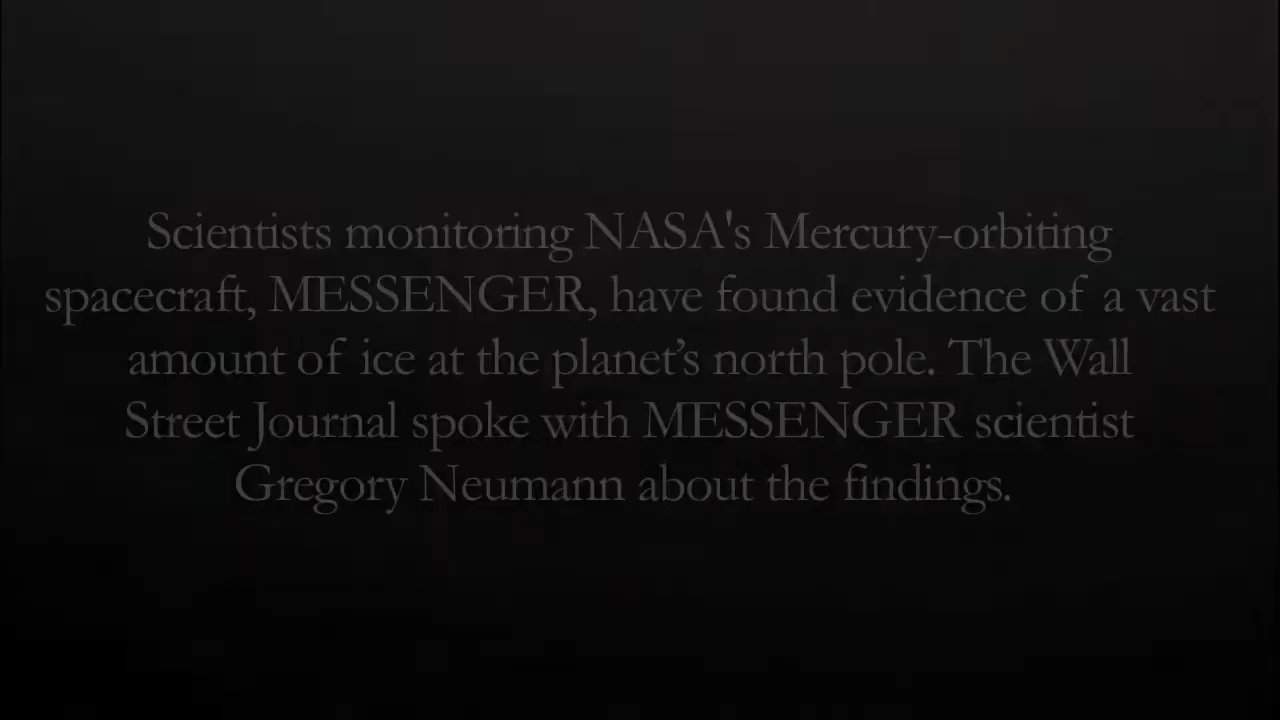 Scientists monitoring NASA's Mercury-orbiting
spacecraft, MESSENGER, have found evidence of a vast
amount of ice at the planet’s north pole. The Wall
Street Journal spoke with MESSENGER scientist
Gregory Neumann about the findings.